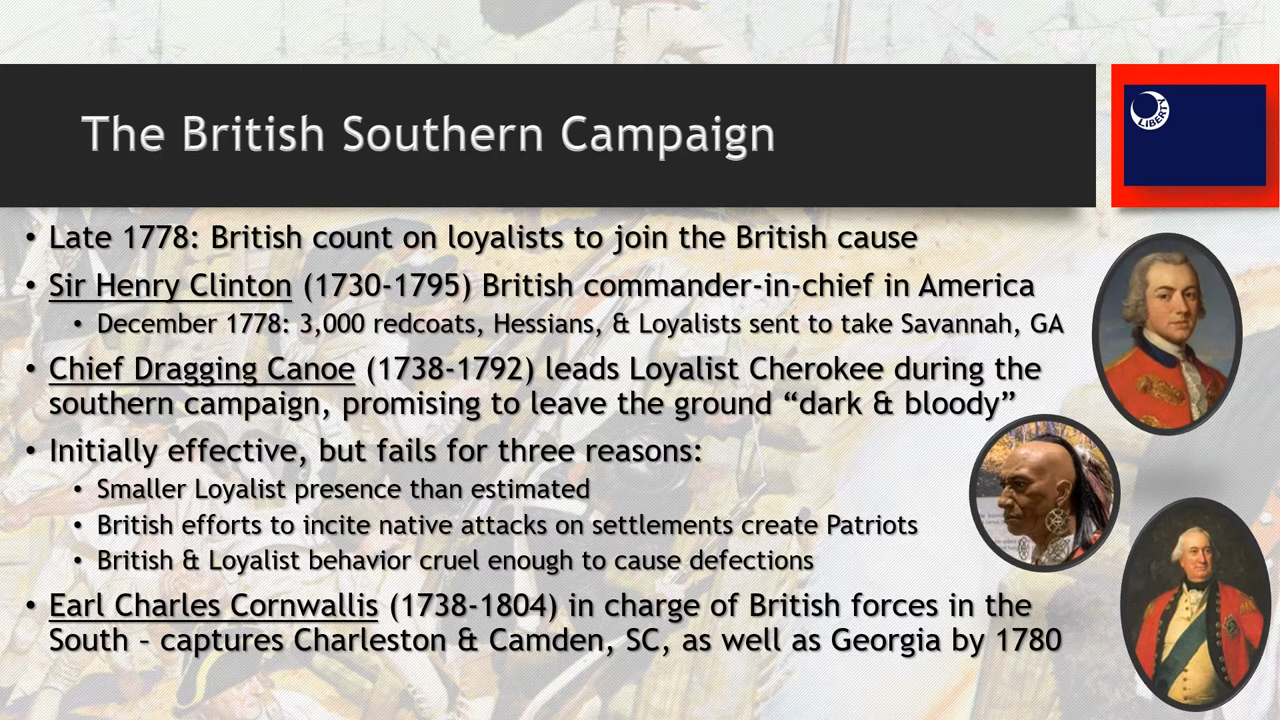 The British Southern Campaign
LIBERTY
• Late 1778: British count on loyalists to join the British cause
• Sir Henry Clinton (1730-1795) British commander-in-chief in America
• December 1778: 3,000 redcoats, Hessians, & Loyalists sent to take Savannah, GA
• Chief Dragging Canoe (1738-1792) leads Loyalist Cherokee during the
southern campaign, promising to leave the ground “dark & bloody”
• Initially effective, but fails for three reasons:
• Smaller Loyalist presence than estimated
• British efforts to incite native attacks on settlements create Patriots
• British & Loyalist behavior cruel enough to cause defections
• Earl Charles Cornwallis (1738-1804) in charge of British forces in the
South – captures Charleston & Camden, SC, as well as Georgia by 1780